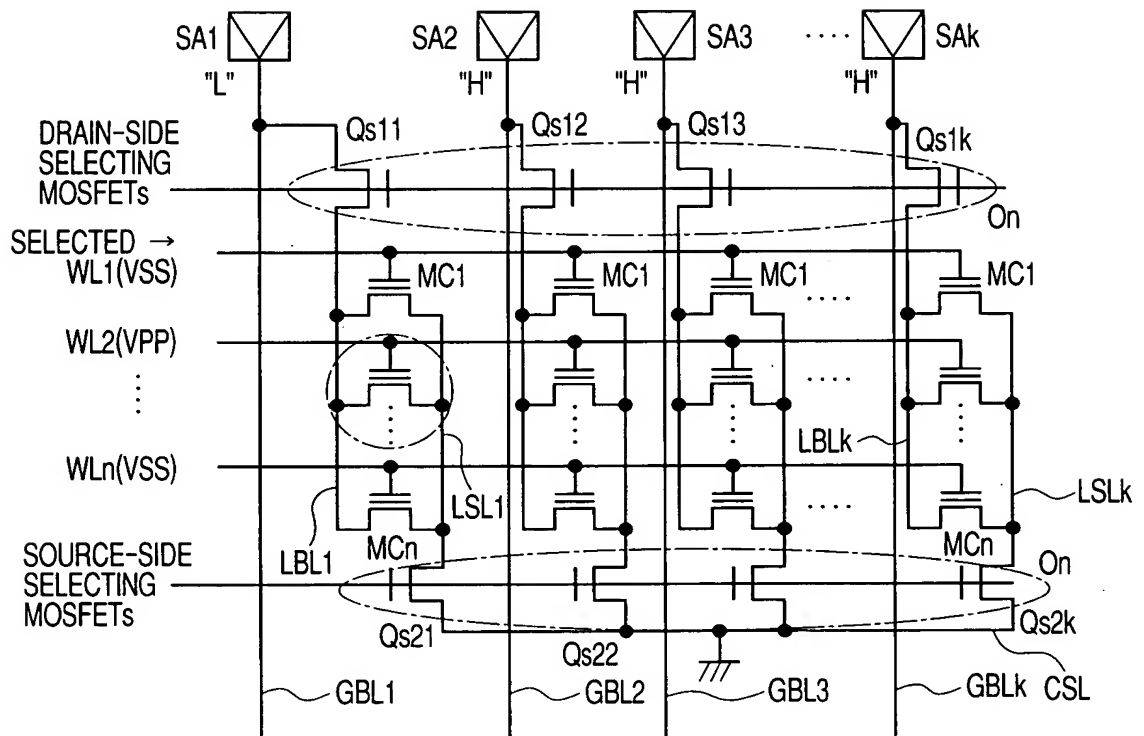 SA1 SA2 SA3 ···· SAk
"L" "H" "H" "H"
Qs11 Qs12 Qs13 Qs1k
DRAIN-SIDE
SELECTING
MOSFETs
On
SELECTED →
WL1(VSS)
MC1 MC1 MC1 MC1
····
WL2(VPP)
····
WLn(VSS)
LBLk
LSL1
LSLk
····
LBL1
MCn MCn
SOURCE-SIDE
SELECTING
MOSFETs
On
Qs21 Qs22 Qs2k
GBL1 GBL2 GBL3 GBLk CSL